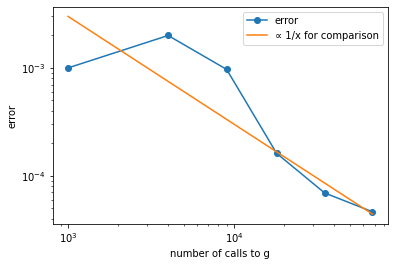 error
∝ 1/x for comparison
10⁻³
10⁻⁴
error
10³
10⁴
number of calls to g